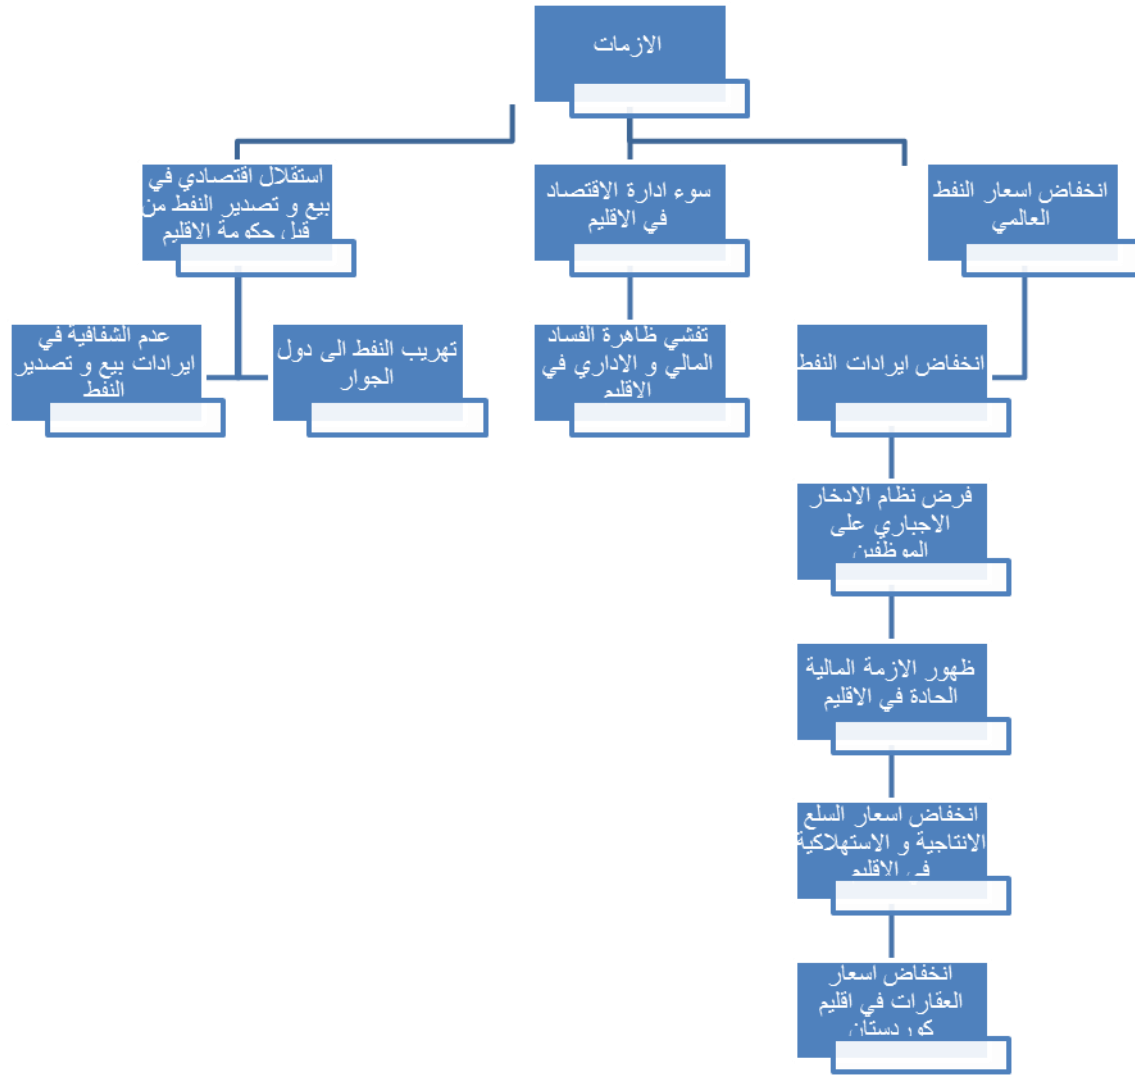 الازمات
انخفاض اسعار النفط
العالمي
سوء ادارة الاقتصاد
في الاقليم
استقلال اقتصادي في
بيع و تصدير النفط من
قبل حكومة الاقليم
انخفاض ايرادات النفط
تفشي ظاهرة الفساد
المالي و الاداري في
الاقليم
تهريب النفط الى دول
الجوار
عدم الشفافية في
ايرادات بيع و تصدير
النفط
فرض نظام الادخار
الاجباري على
الموظفين
ظهور الازمة المالية
الحادة في الاقليم
انخفاض اسعار السلع
الانتاجية و الاستهلاكية
في الاقليم
انخفاض اسعار
العقارات في اقليم
كوردستان